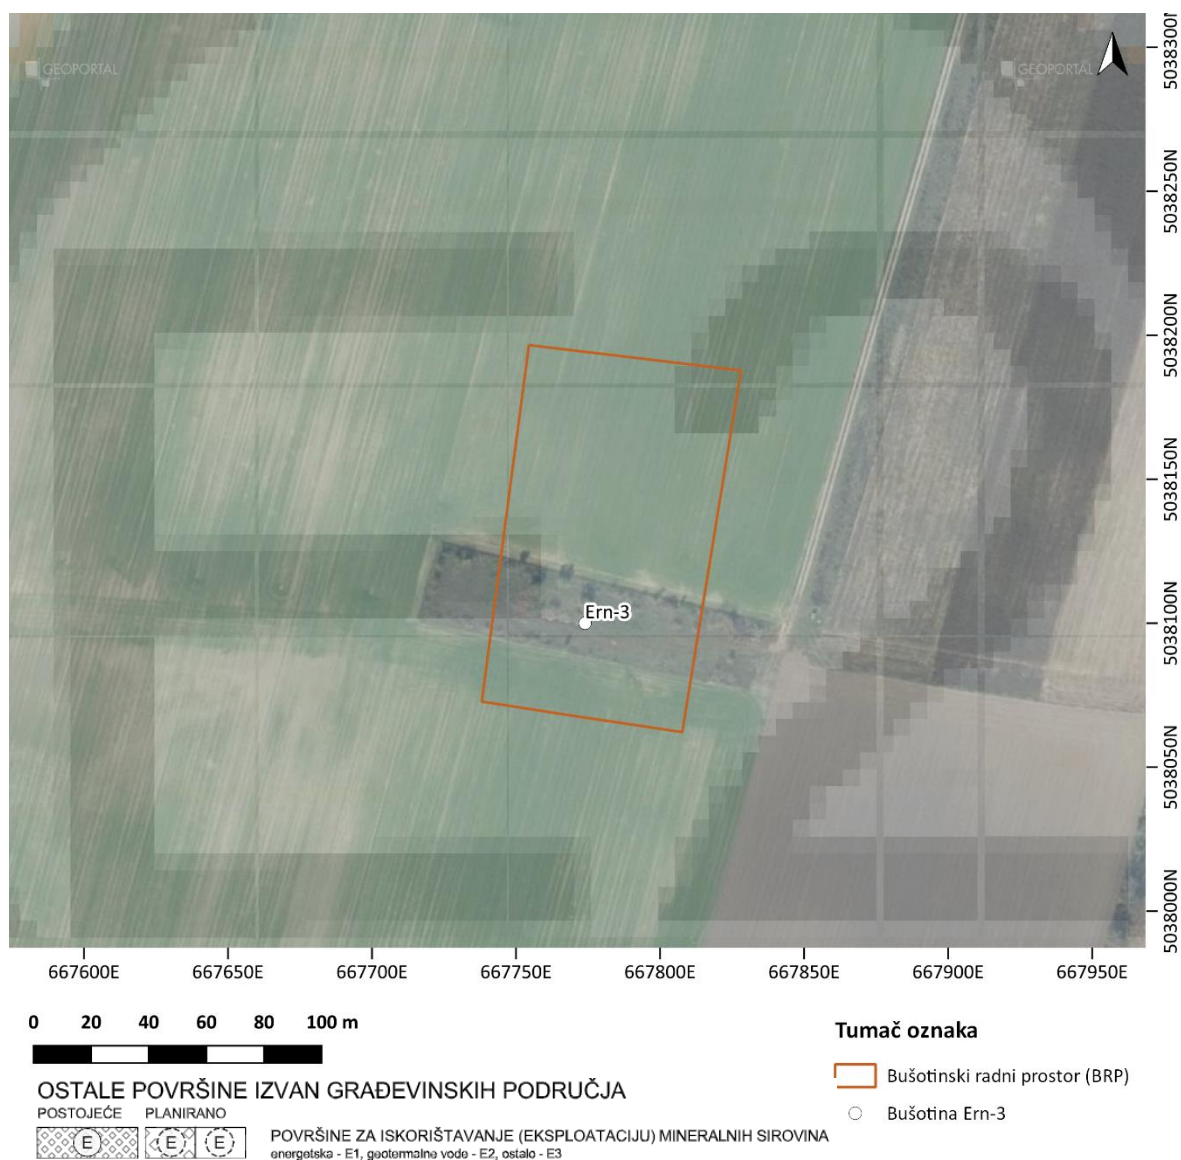 GEOPORTAL
GEOPORTAL
5038300N
5038250N
5038200N
5038150N
Ern-3
5038100N
5038050N
5038000N
667600E 667650E 667700E 667750E 667800E 667850E 667900E 667950E
0 20 40 60 80 100 m
Tumač oznaka
Bušotinski radni prostor (BRP)
Bušotina Ern-3
OSTALE POVRŠINE IZVAN GRAĐEVINSKIH PODRUČJA
POSTOJEĆE PLANIRANO
E E E
POVRŠINE ZA ISKORIŠTAVANJE (EKSPLOATACIJU) MINERALNIH SIROVINA
energetska - E1, geotermalne vode - E2, ostalo - E3